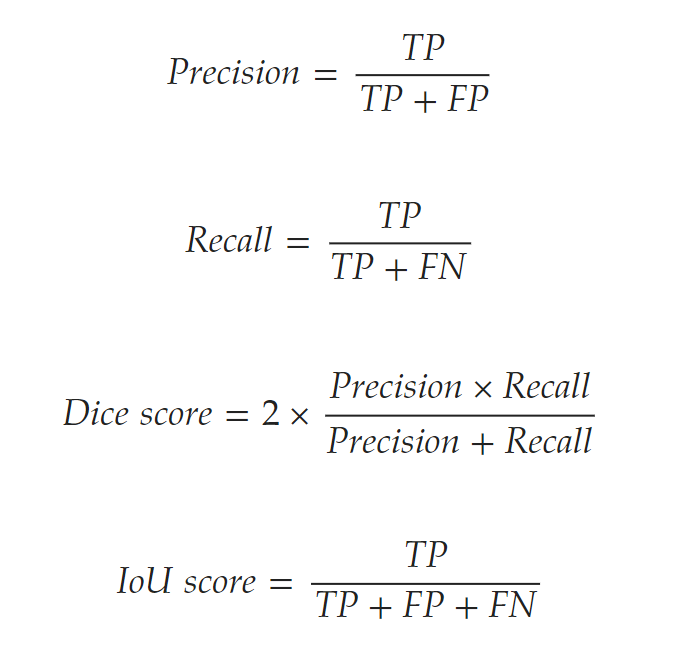 Precision = TP / TP + FP
Recall = TP / TP + FN
Dice score = 2 × Precision × Recall / Precision + Recall
IoU score = TP / TP + FP + FN